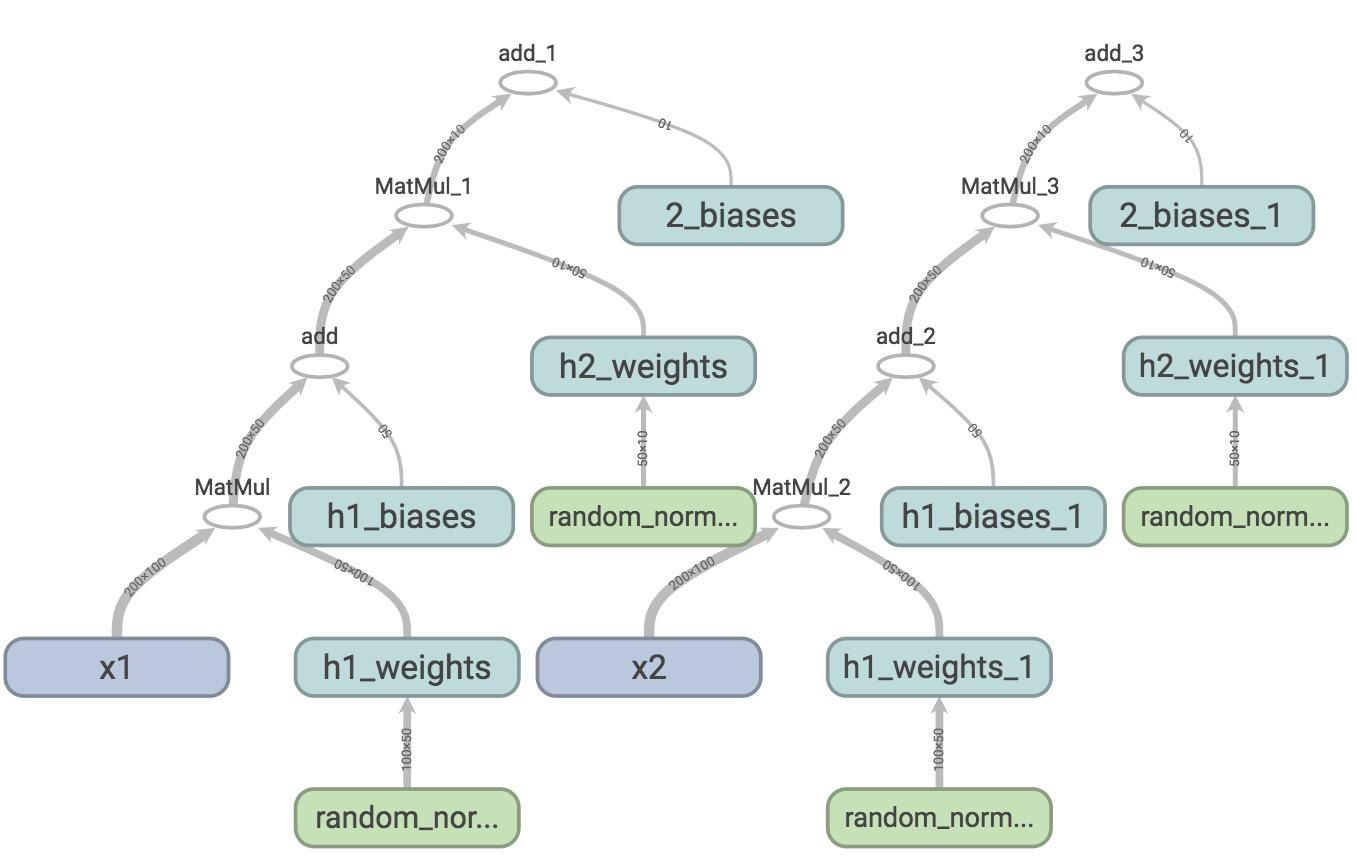 add_1
add_3
200×10
10
200×10
10
MatMul_1
MatMul_3
2_biases
2_biases_1
200×50
50×10
200×50
50×10
add
add_2
h2_weights
h2_weights_1
200×50
50
50×10
200×50
50
50×10
MatMul
MatMul_2
h1_biases
random_norm...
h1_biases_1
random_norm...
200×100
100×50
200×100
100×50
x1
h1_weights
x2
h1_weights_1
100×50
100×50
random_nor...
random_norm...